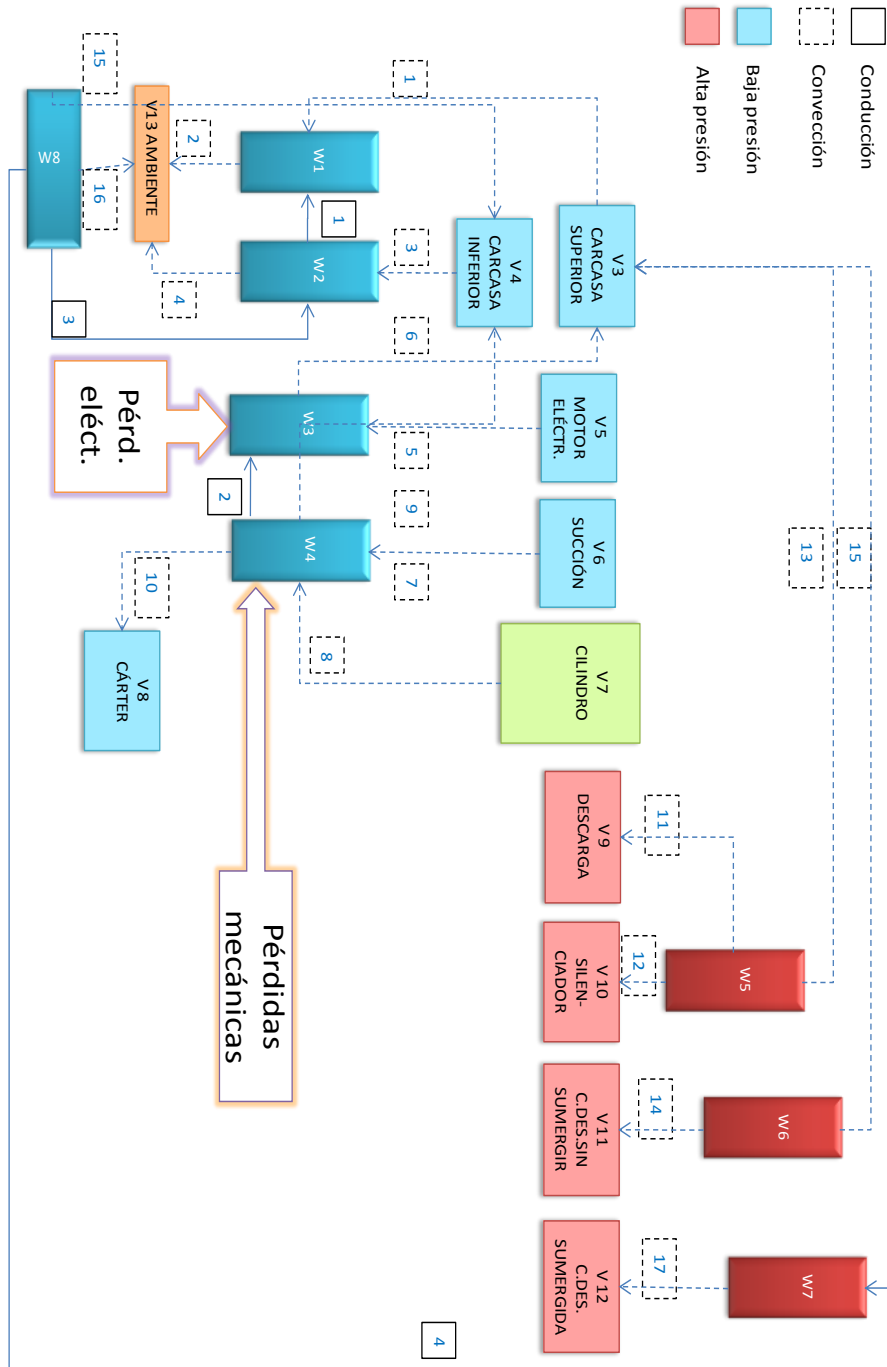 Conducción
Convección
Baja presión
Alta presión
15
13
W7
W6
W5
11
12
14
17
V3
CARCASA
SUPERIOR
V5
MOTOR
ELÉCTR.
V6
SUCCIÓN
V7
CILINDRO
V9
DESCARGA
V10
SILEN-
CIADOR
V11
C.DES.SIN
SUMERGIR
V12
C.DES.
SUMERGIDA
V4
CARCASA
INFERIOR
1
3
6
5
9
7
8
4
W1
W2
W3
W4
1
2
2
4
10
V13 AMBIENTE
V8
CÁRTER
Pérdidas
mecánicas
Pérd.
eléct.
15
16
3
W8